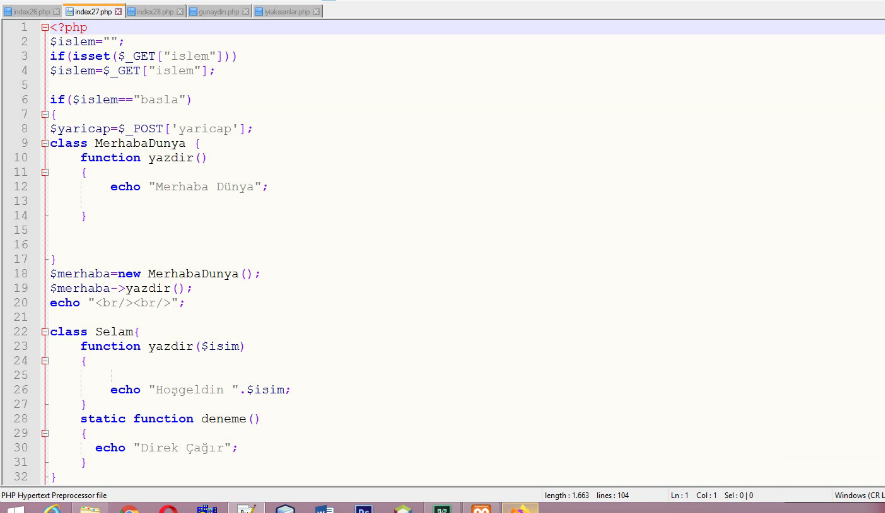 index26.php index27.php index28.php gunaydin.php
1 <?php
2 $islem="";
3 if(isset($_GET["islem"]))
4 $islem=$_GET["islem"];
5
6 if($islem=="basla")
7 {
8 $yaricap=$_POST['yaricap'];
9 class MerhabaDunya {
10 function yazdir()
11 {
12 echo "Merhaba Dünya";
13
14 }
15
16
17 }
18 $merhaba=new MerhabaDunya();
19 $merhaba->yazdir();
20 echo "<br/><br/>";
21
22 class Selam{
23 function yazdir($isim)
24 {
25
26 echo "Hoşgeldin ".$isim;
27 }
28 static function deneme()
29 {
30 echo "Direk Çağır";
31 }
32 }
PHP Hypertext Preprocessor file length : 1.663 lines : 104 Ln : 1 Col : 1 Sel : 0 | 0 Windows (CR L